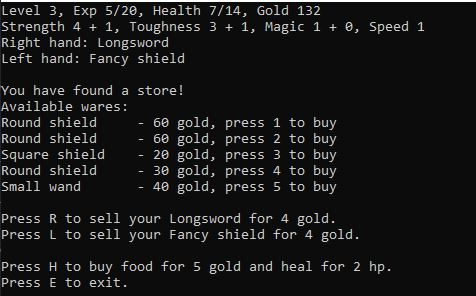 Level 3, Exp 5/20, Health 7/14, Gold 132
Strength 4 + 1, Toughness 3 + 1, Magic 1 + 0, Speed 1
Right hand: Longsword
Left hand: Fancy shield
You have found a store!
Available wares:
Round shield - 60 gold, press 1 to buy
Round shield - 60 gold, press 2 to buy
Square shield - 20 gold, press 3 to buy
Round shield - 30 gold, press 4 to buy
Small wand - 40 gold, press 5 to buy
Press R to sell your Longsword for 4 gold.
Press L to sell your Fancy shield for 4 gold.
Press H to buy food for 5 gold and heal for 2 hp.
Press E to exit.